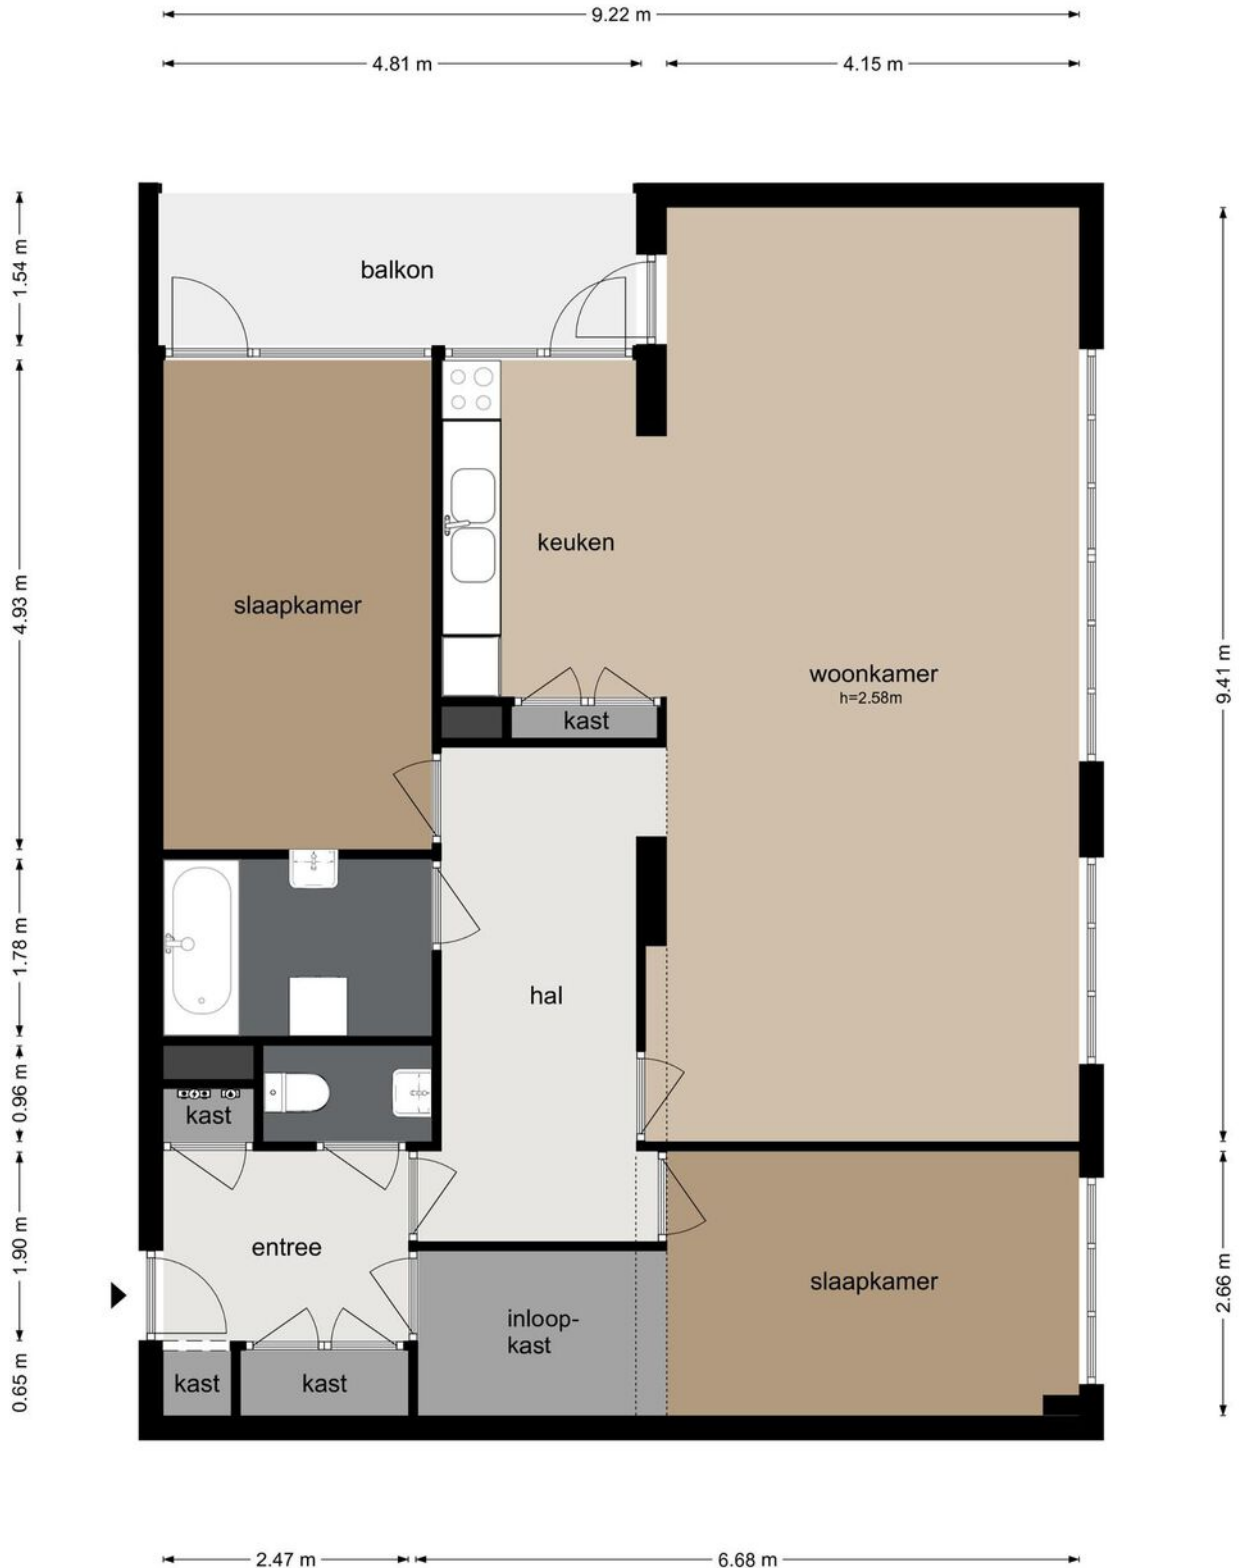 9.22 m
4.81 m
4.15 m
1.54 m
balkon
4.93 m
keuken
slaapkamer
woonkamer
h=2.58m
9.41 m
kast
1.78 m
hal
0.96 m
kast
1.90 m
entree
slaapkamer
2.66 m
inloop-
kast
0.65 m
kast
kast
2.47 m
6.68 m